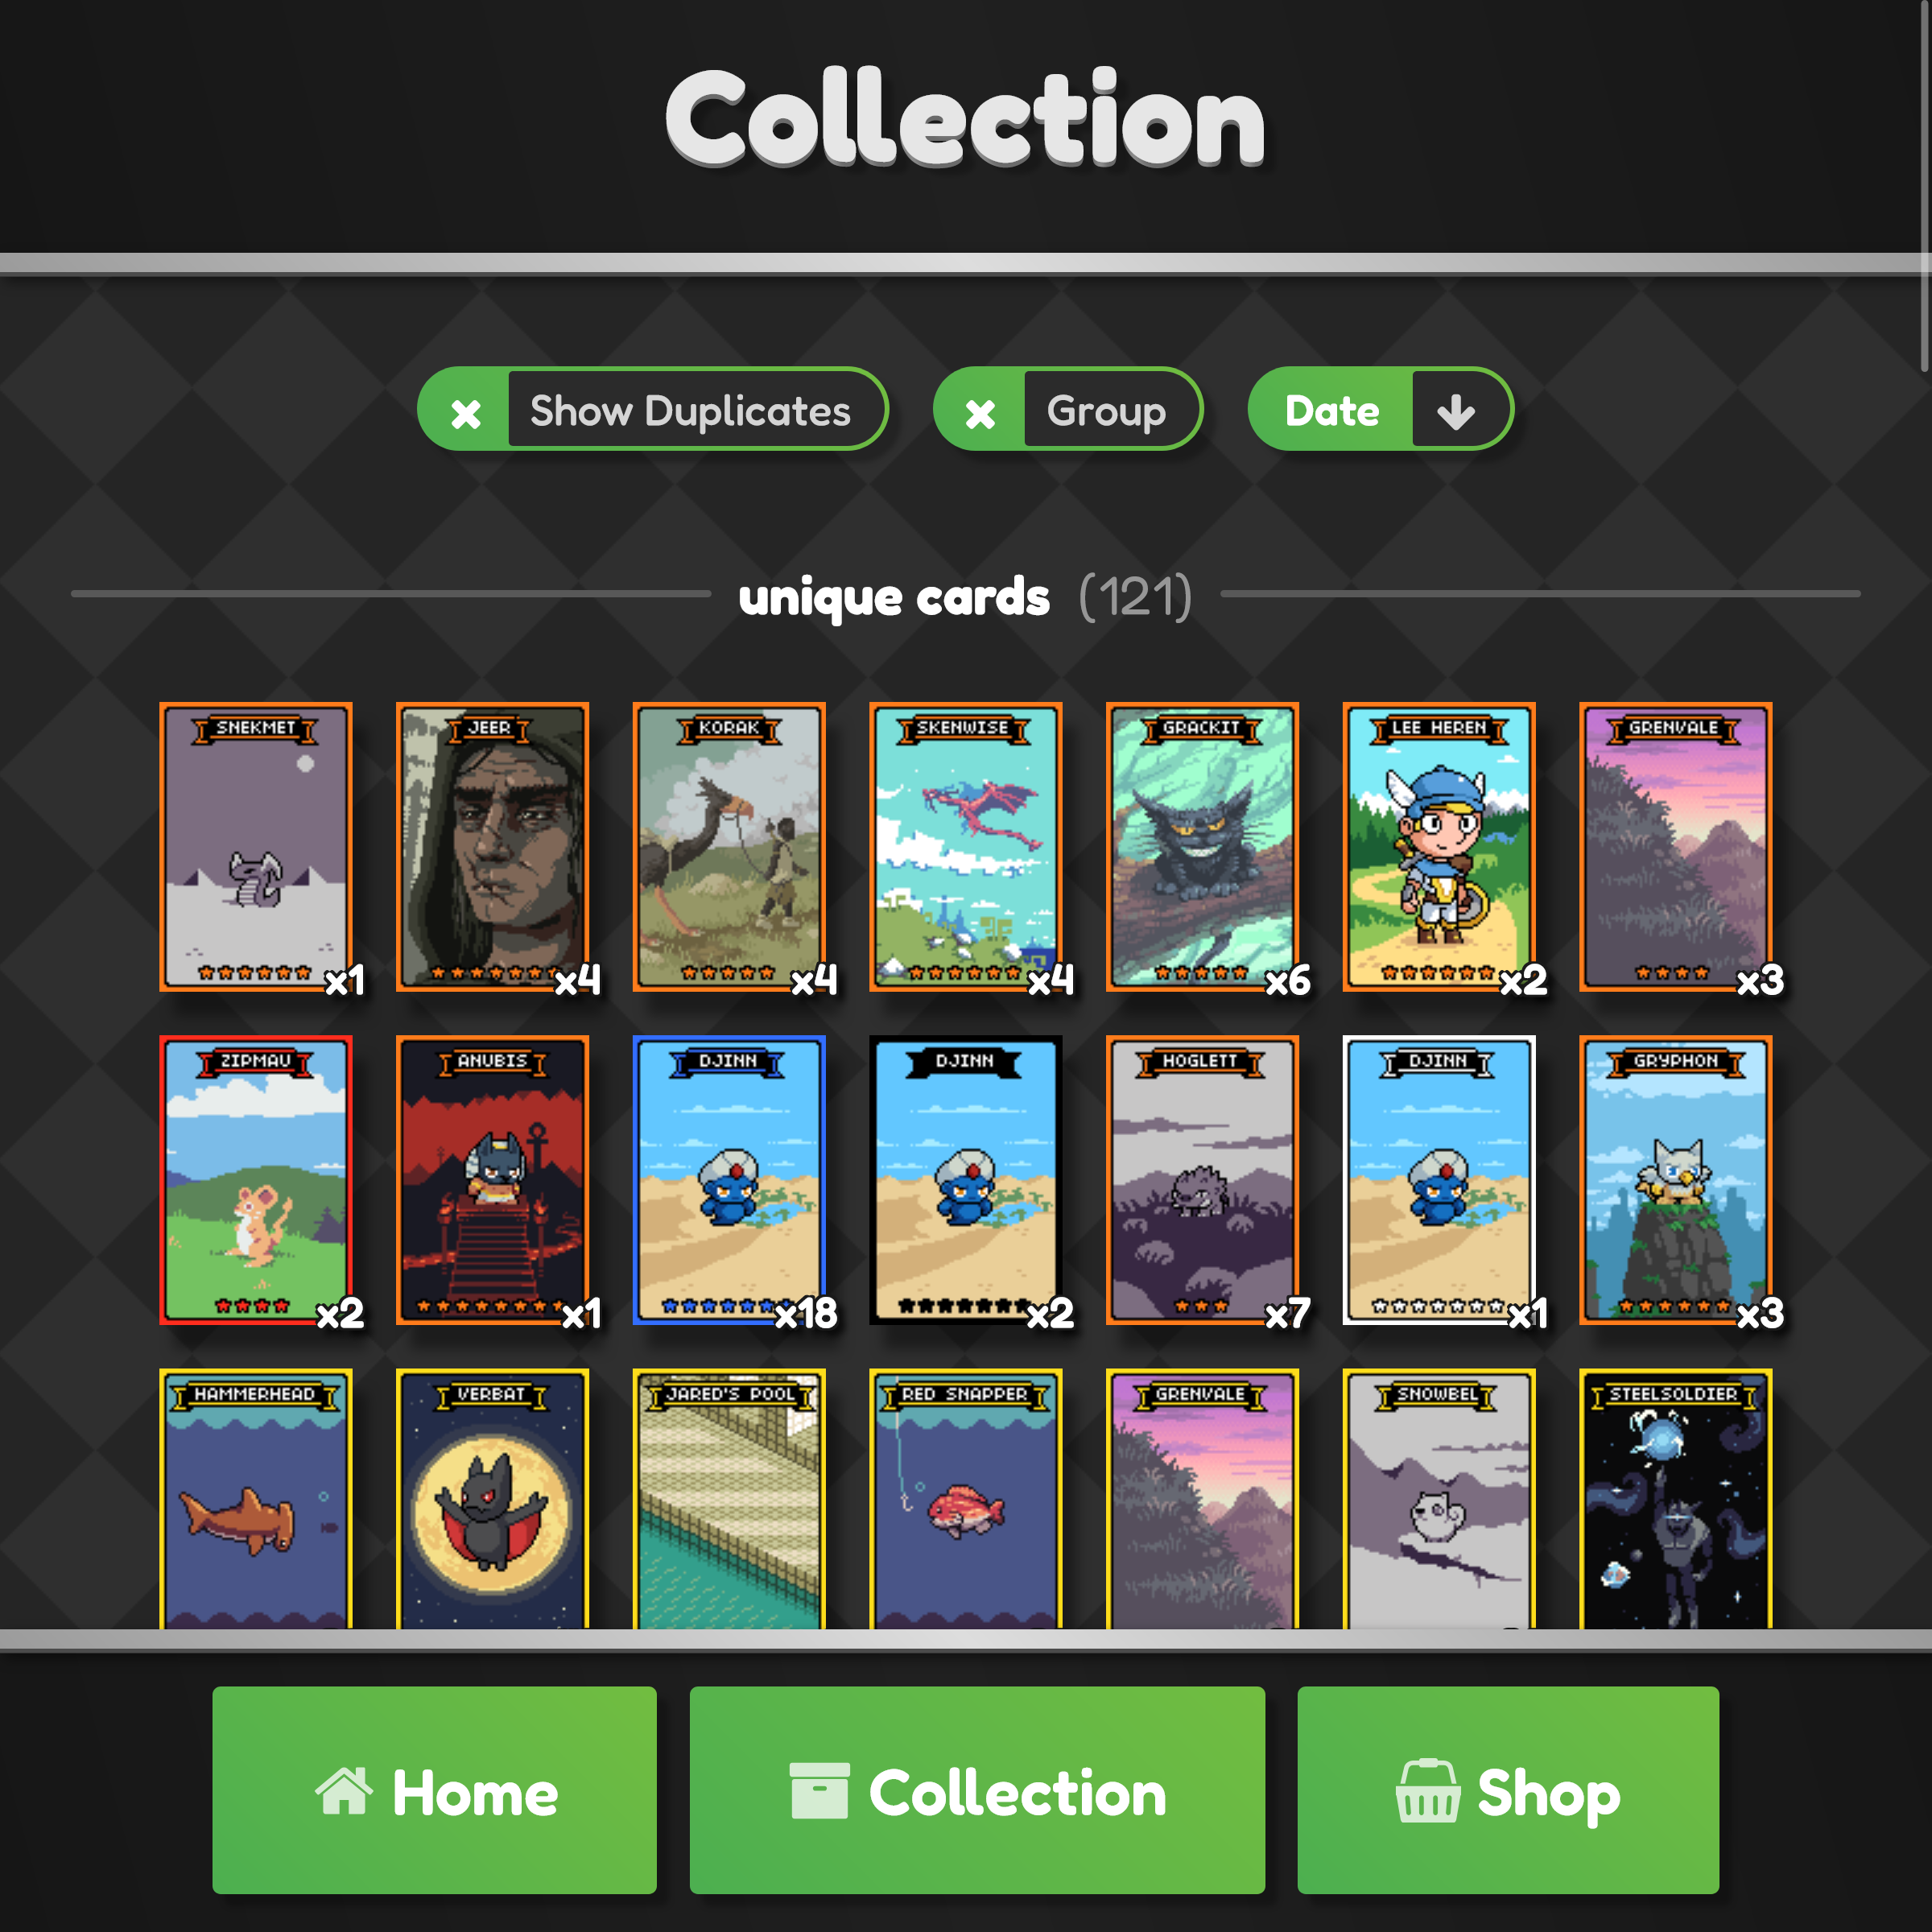 Collection
Show Duplicates
Group
Date
unique cards (121)
SNEKMET
JEER
KORAK
SKENWISE
GRACKIT
LEE HEREN
GRENVALE
x1
x4
x4
x4
x6
x2
x3
ZIPMAU
ANUBIS
DJINN
DJINN
HOGLETT
DJINN
GRYPHON
x2
x1
x18
x2
x7
x1
x3
HAMMERHEAD
VERBAT
JARED'S POOL
RED SNAPPER
GRENVALE
SNOWBEL
STEELSOLDIER
Home
Collection
Shop